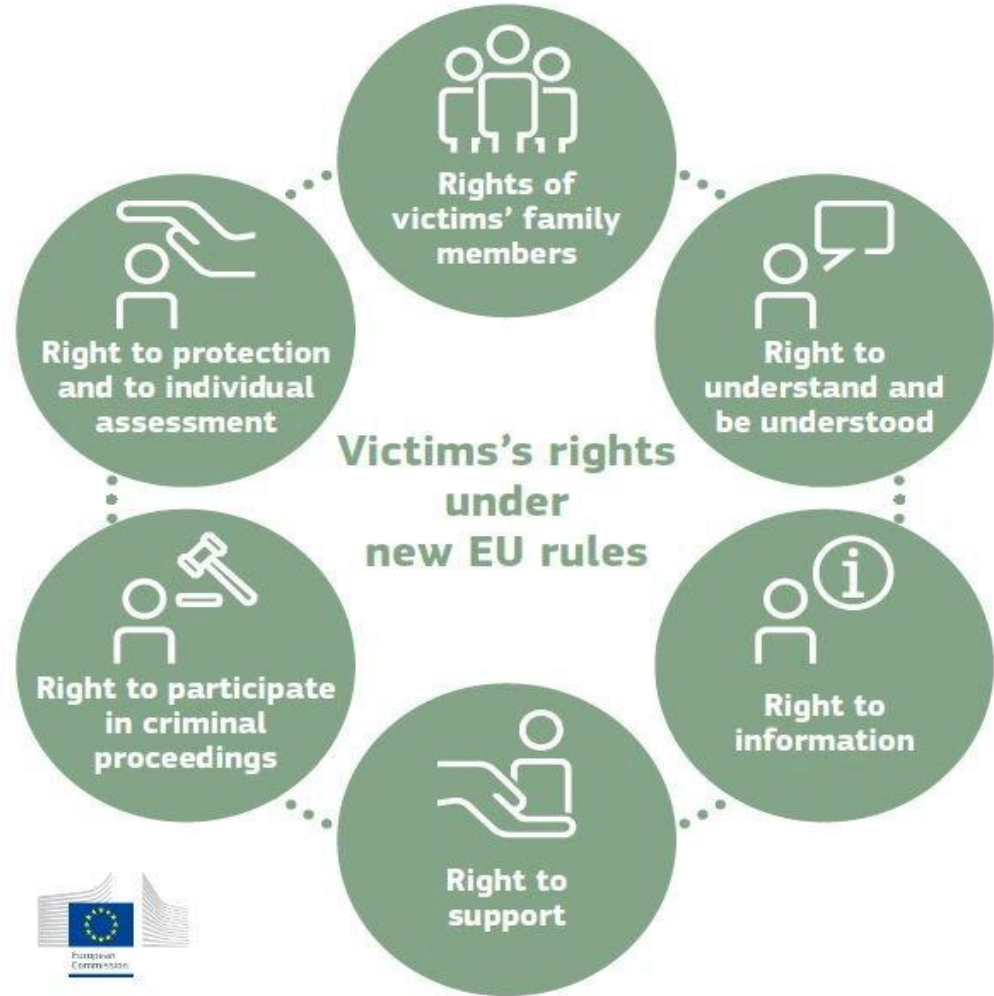 Rights of
victims' family
members
Right to
understand and
be understood
Right to
information
Right to
support
Right to participate
in criminal
proceedings
Right to protection
and to individual
assessment
Victims's rights
under
new EU rules
European
Commission